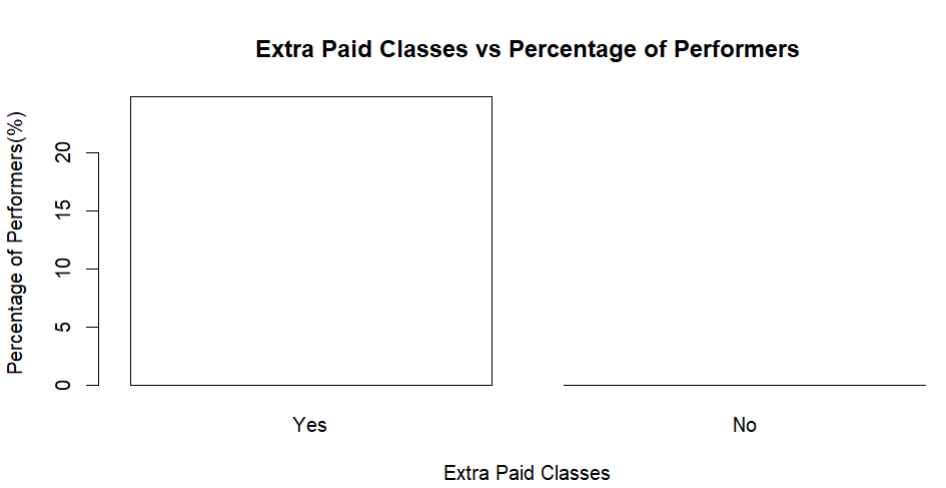 Extra Paid Classes vs Percentage of Performers
Percentage of Performers(%)
20
15
10
5
0
Yes
No
Extra Paid Classes